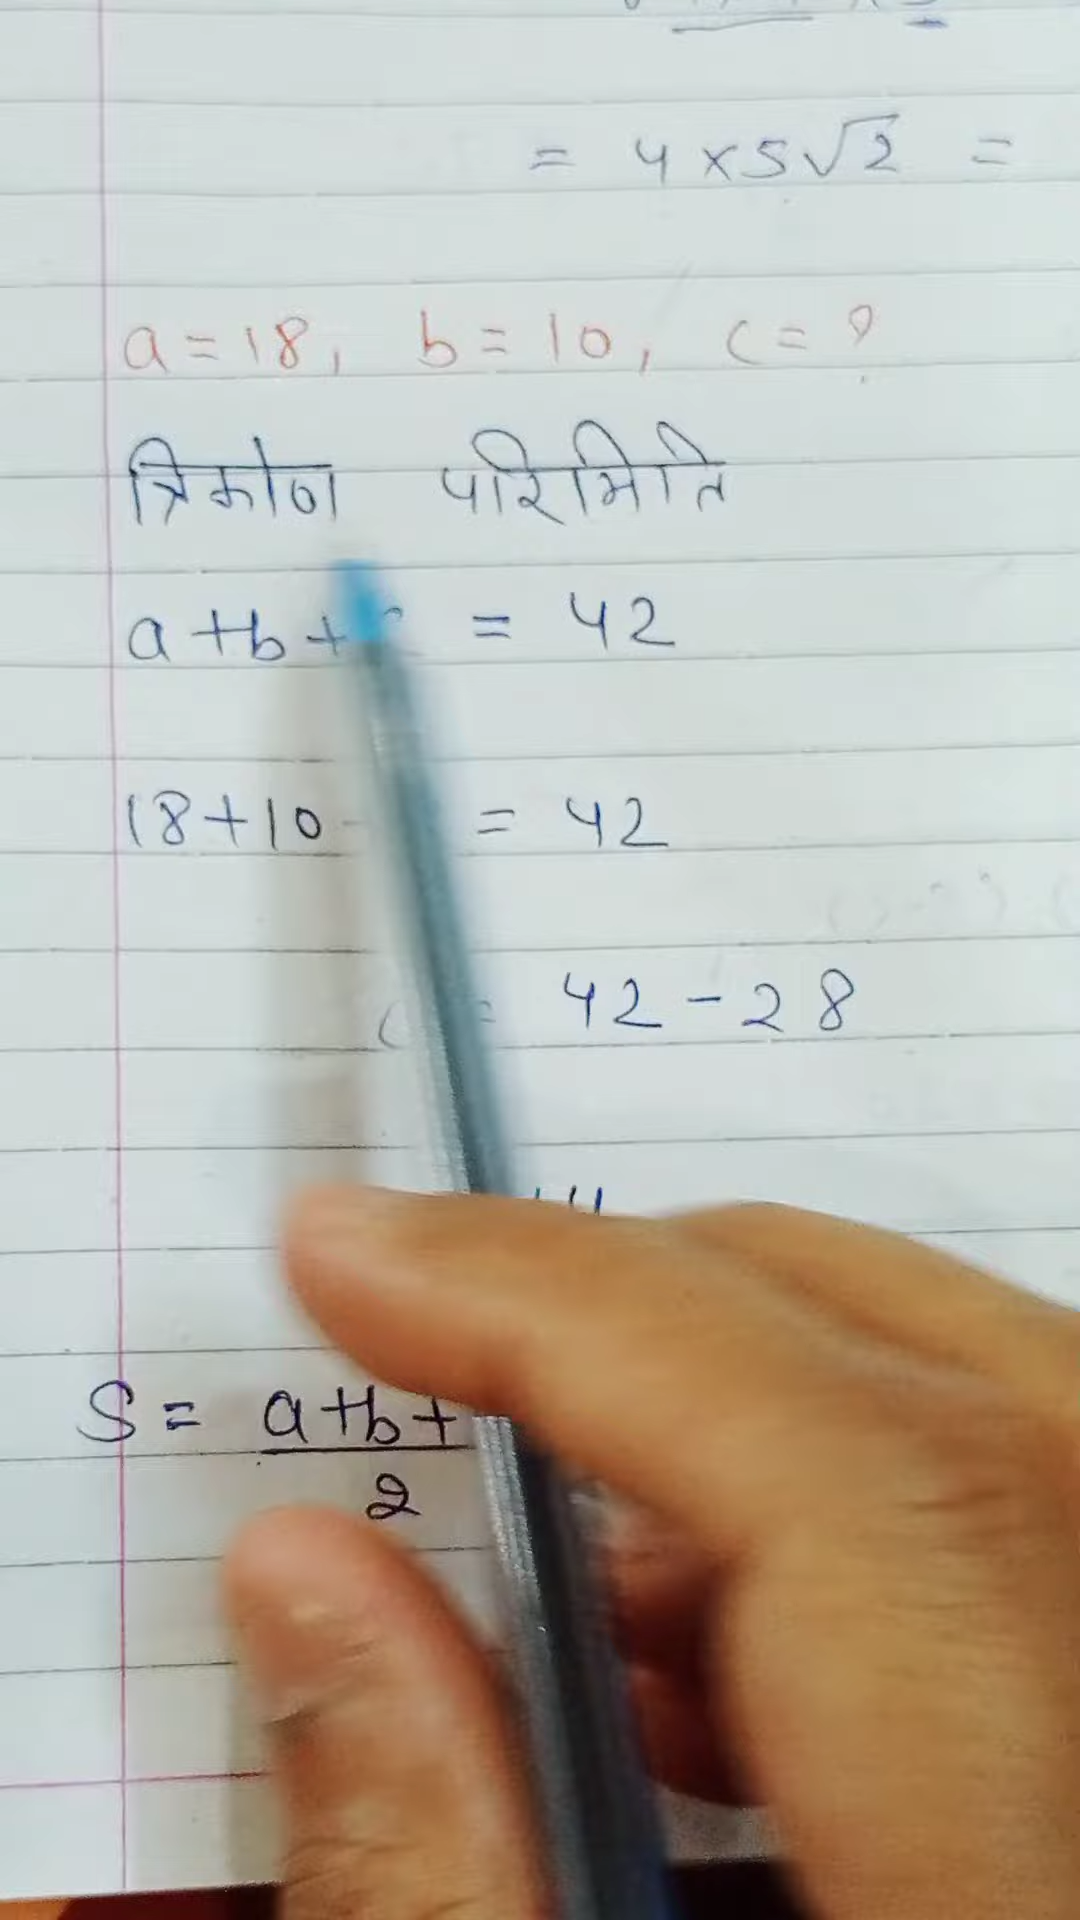 = 4 × 5√2 =
a = 18, b = 10, c = ?
त्रिकोण परिमिति
a + b + = 42
18 + 10 = 42
= 42 - 28
S = a + b +
2